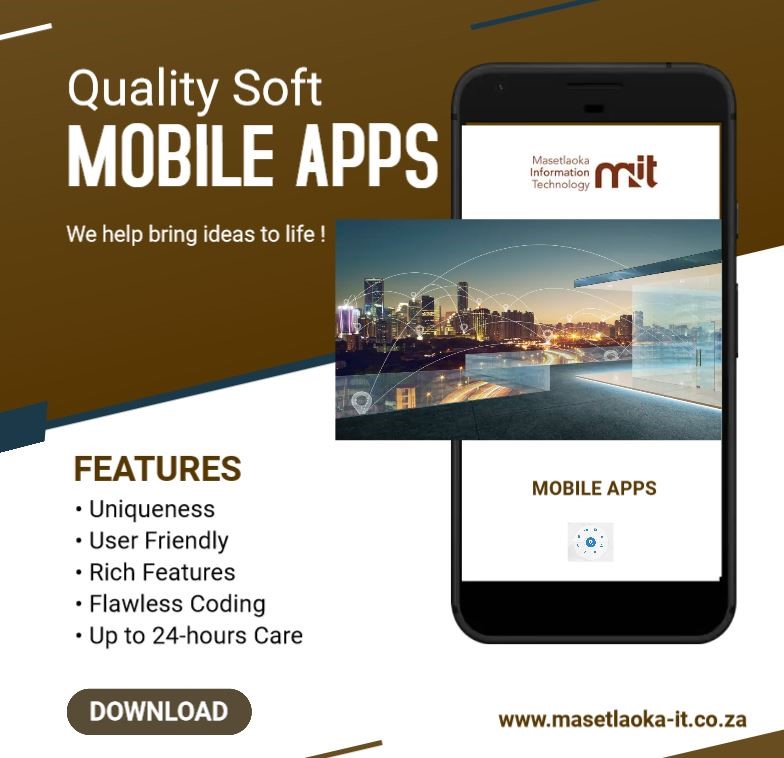 Quality Soft
MOBILE APPS
We help bring ideas to life !
Masetlaoka
Information
Technology
mit
FEATURES
• Uniqueness
• User Friendly
• Rich Features
• Flawless Coding
• Up to 24-hours Care
MOBILE APPS
DOWNLOAD
www.masetlaoka-it.co.za